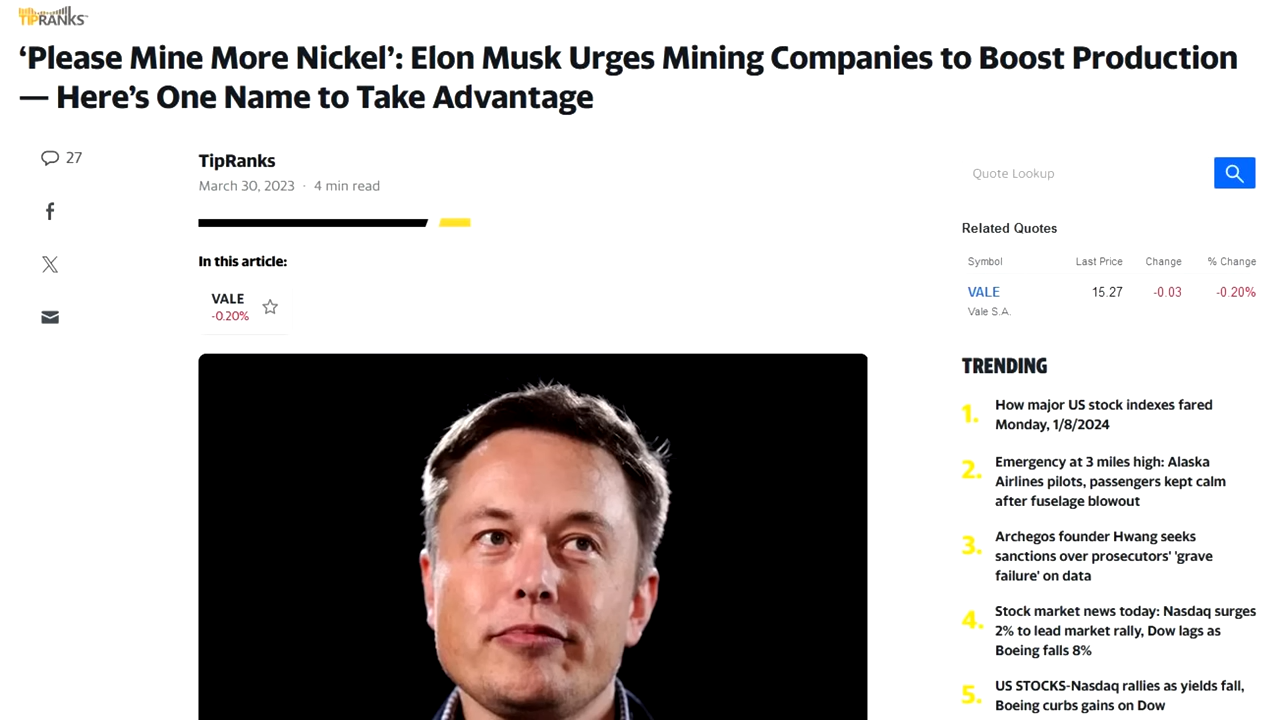 TIPRANKS
‘Please Mine More Nickel’: Elon Musk Urges Mining Companies to Boost Production
— Here’s One Name to Take Advantage
27
TipRanks
March 30, 2023 · 4 min read
In this article:
VALE
-0.20%
Quote Lookup
Related Quotes
Symbol Last Price Change % Change
VALE 15.27 -0.03 -0.20%
Vale S.A.
TRENDING
1. How major US stock indexes fared
Monday, 1/8/2024
2. Emergency at 3 miles high: Alaska
Airlines pilots, passengers kept calm
after fuselage blowout
3. Archegos founder Hwang seeks
sanctions over prosecutors' 'grave
failure' on data
4. Stock market news today: Nasdaq surges
2% to lead market rally, Dow lags as
Boeing falls 8%
5. US STOCKS-Nasdaq rallies as yields fall,
Boeing curbs gains on Dow